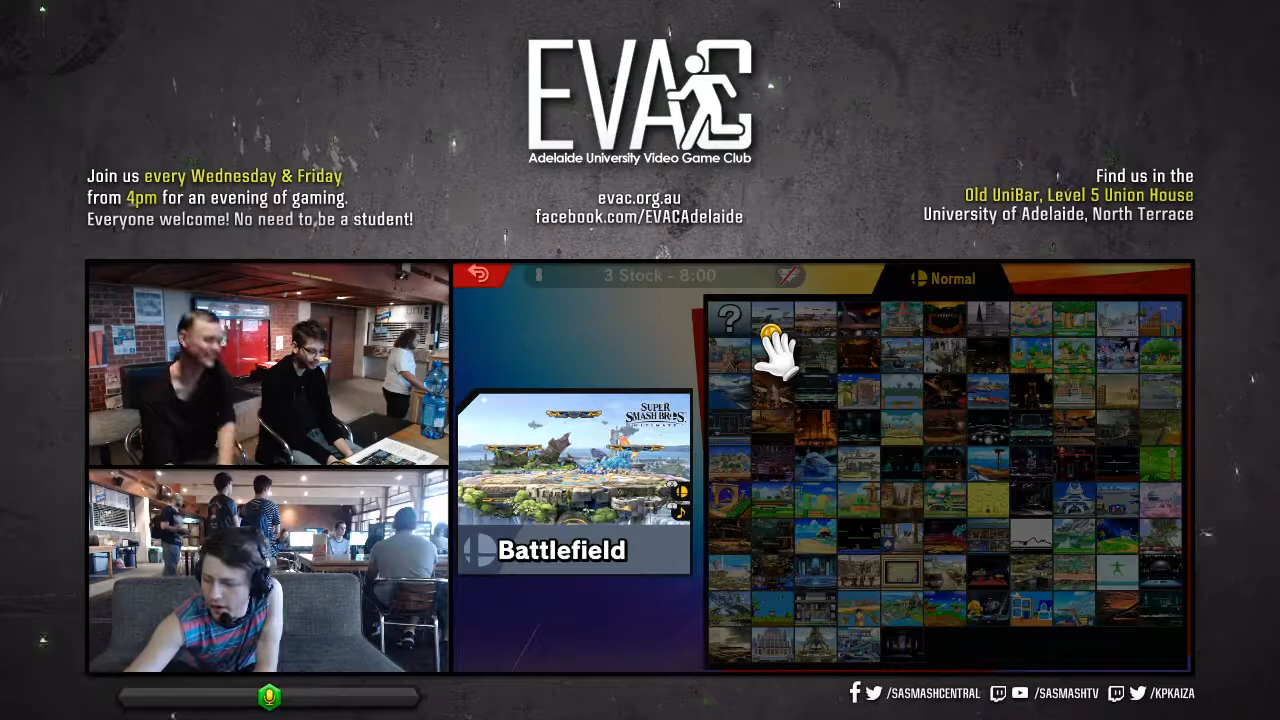 EVAC
Adelaide University Video Game Club
Join us every Wednesday & Friday
from 4pm for an evening of gaming.
Everyone welcome! No need to be a student!
evac.org.au
facebook.com/EVACAdelaide
Find us in the
Old UniBar, Level 5 Union House
University of Adelaide, North Terrace
3 Stock - 8:00
Normal
?
SUPER
SMASH BROS.
ULTIMATE
Battlefield
/SASMASHCENTRAL
/SASMASHTV
/KPKAIZA